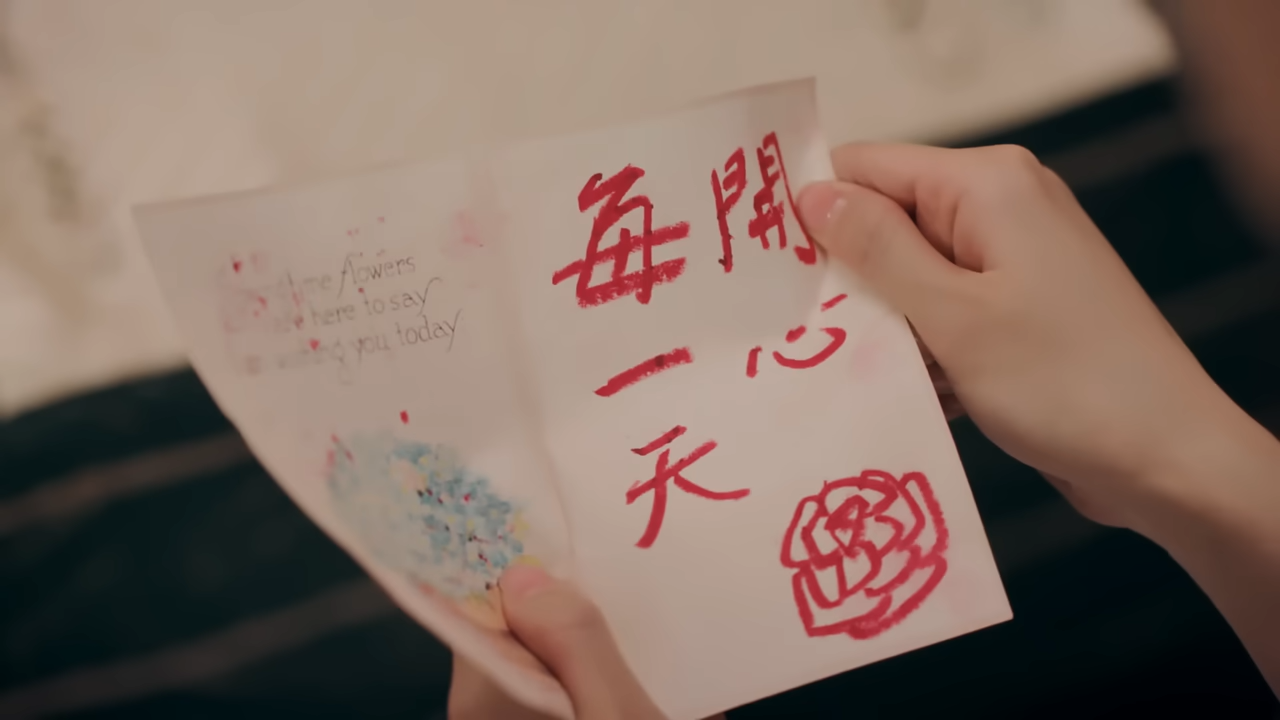 flowers
here to say
you today
開心
每一天